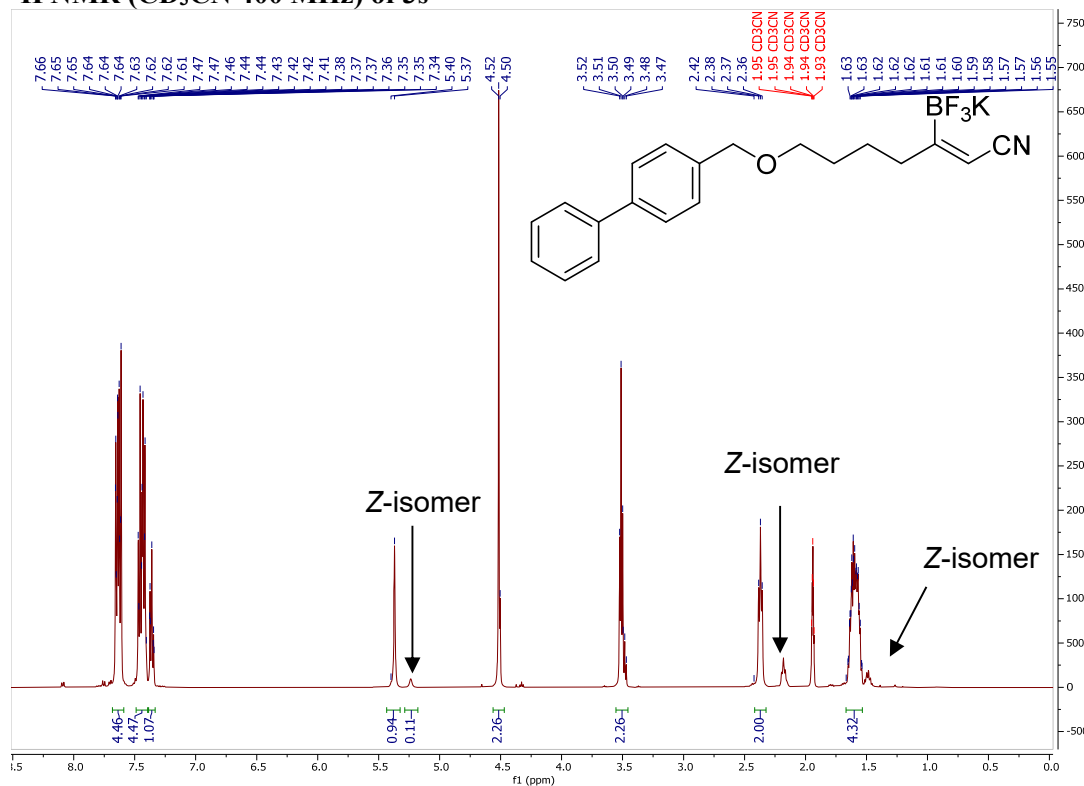 ¹H NMR (CD₃CN 400 MHz) of 3s
7.66 7.65 7.65 7.64 7.64 7.64 7.63 7.62 7.62 7.61 7.47 7.47 7.46 7.44 7.44 7.43 7.42 7.42 7.41 7.38 7.37 7.37 7.36 7.35 7.35 7.34 5.40 5.37 4.52 4.50 3.52 3.51 3.50 3.49 3.48 3.47 2.42 2.38 2.37 2.36 1.95 CD3CN 1.95 CD3CN 1.94 CD3CN 1.94 CD3CN 1.93 CD3CN 1.63 1.63 1.62 1.62 1.62 1.61 1.61 1.60 1.59 1.58 1.57 1.57 1.56 1.55
BF₃K
CN
O
Z-isomer
Z-isomer
Z-isomer
750
700
650
600
550
500
450
400
350
300
250
200
150
100
50
0
-50
4.46 4.47 1.07 0.94 0.11 2.26 2.26 2.00 4.32
8.0 7.5 7.0 6.5 6.0 5.5 5.0 4.5 4.0 3.5 3.0 2.5 2.0 1.5 1.0 0.5 0.0
f1 (ppm)